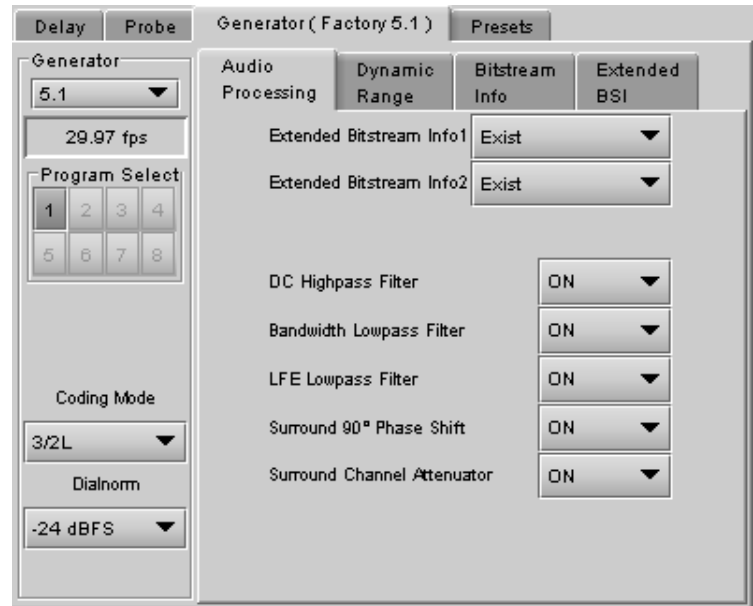 Delay Probe Generator ( Factory 5.1 ) Presets
Generator
5.1
29.97 fps
Program Select
1 2 3 4
5 6 7 8
Coding Mode
3/2L
Dialnorm
-24 dBFS
Audio Processing
Dynamic Range
Bitstream Info
Extended BSI
Extended Bitstream Info1 Exist
Extended Bitstream Info2 Exist
DC Highpass Filter ON
Bandwidth Lowpass Filter ON
LFE Lowpass Filter ON
Surround 90° Phase Shift ON
Surround Channel Attenuator ON